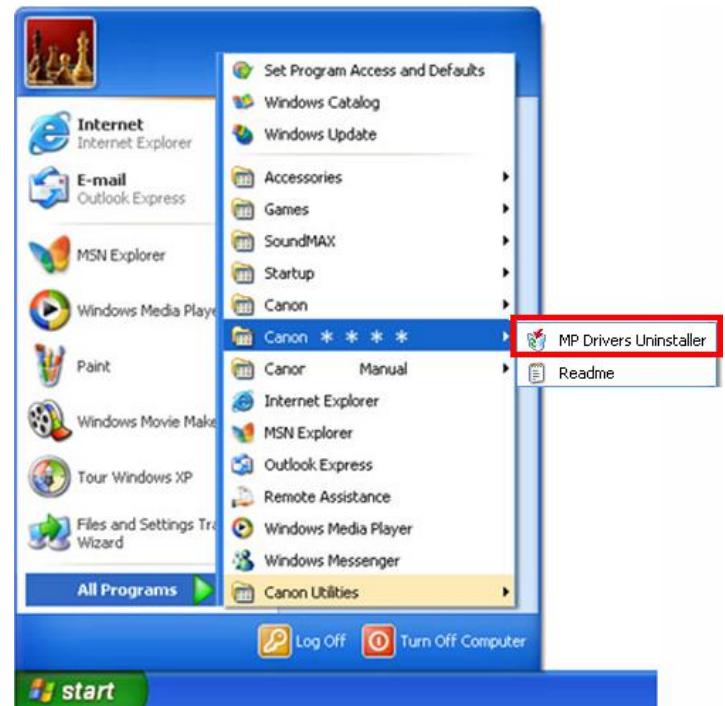 Internet
Internet Explorer
E-mail
Outlook Express
MSN Explorer
Windows Media Playe
Paint
Windows Movie Make
Tour Windows XP
Files and Settings Tra
Wizard
All Programs
Set Program Access and Defaults
Windows Catalog
Windows Update
Accessories
Games
SoundMAX
Startup
Canon
Canon * * * *
Canor Manual
Internet Explorer
MSN Explorer
Outlook Express
Remote Assistance
Windows Media Player
Windows Messenger
Canon Utilities
MP Drivers Uninstaller
Readme
Log Off
Turn Off Computer
start